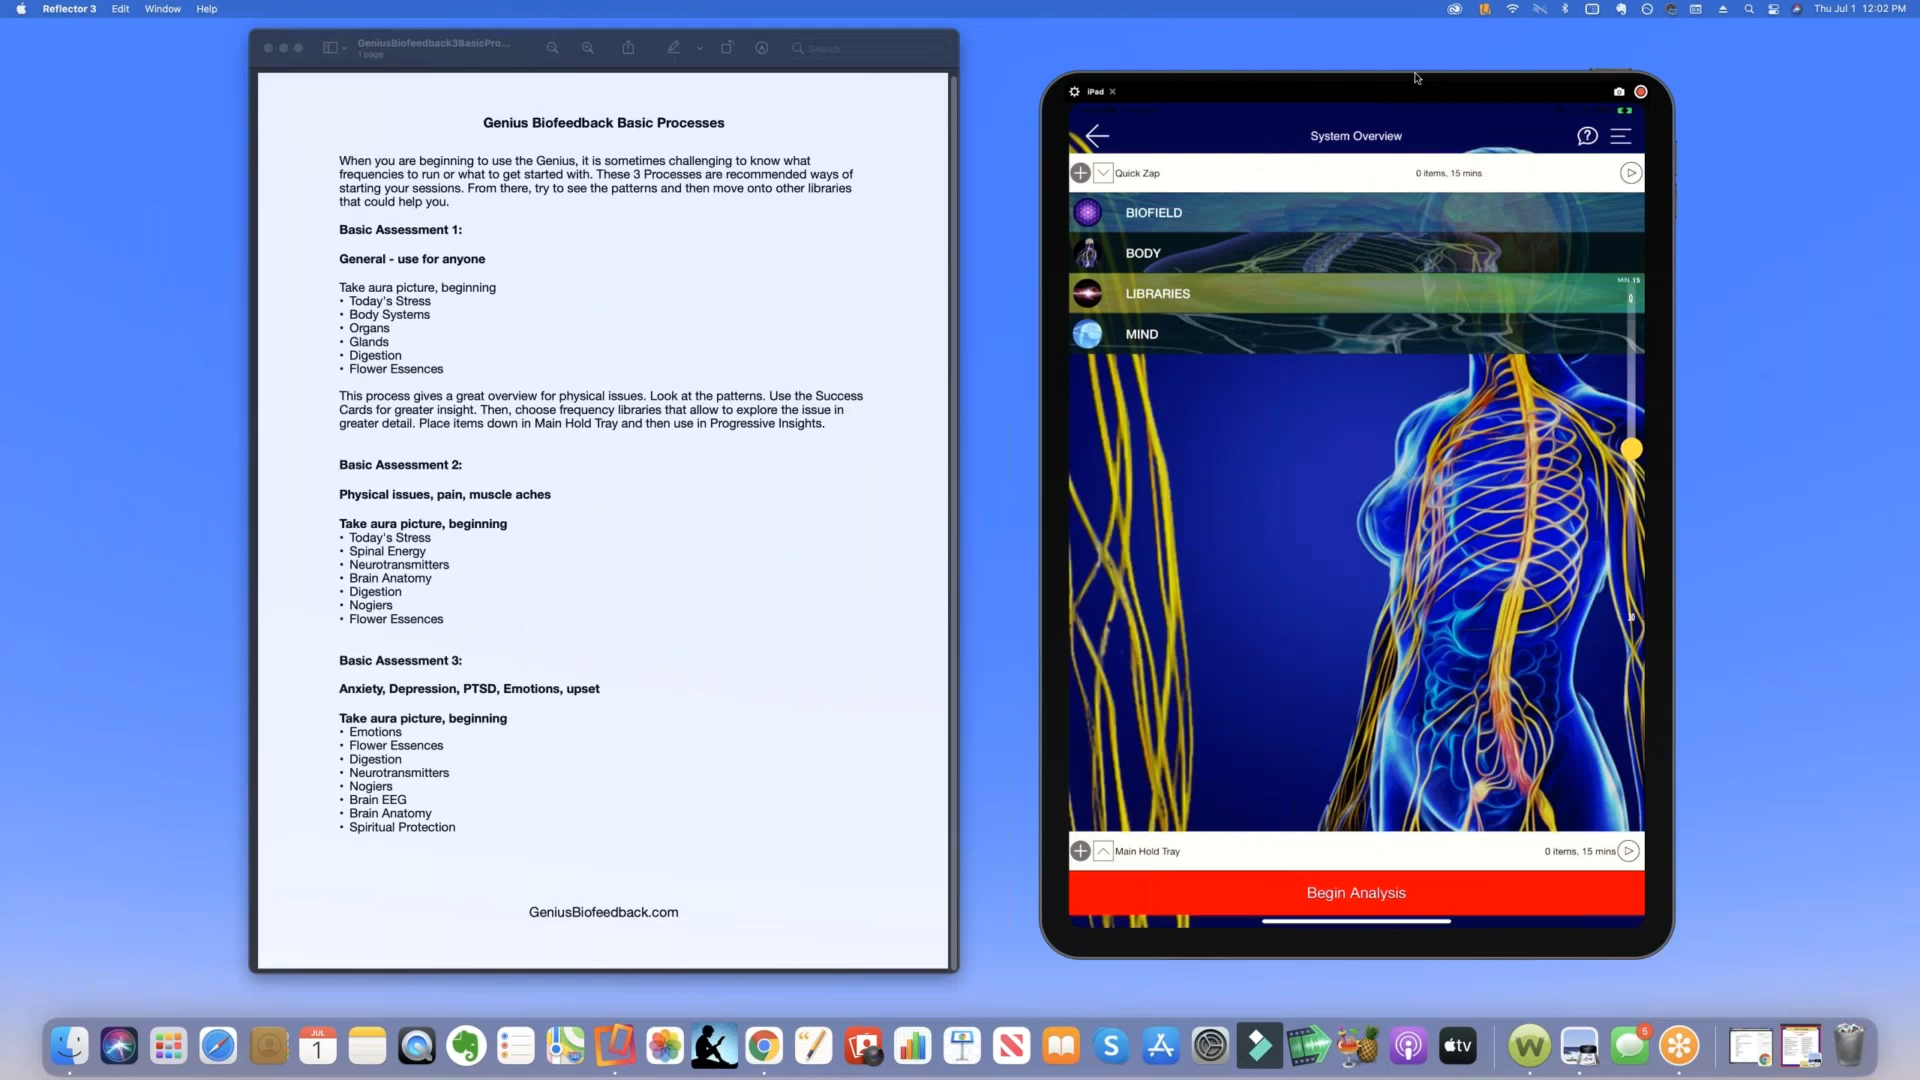 Reflector 3 Edit Window Help
Thu Jul 1 12:02 PM
GeniusBiofeedback3BasicPro...
1 page
Search
Genius Biofeedback Basic Processes
When you are beginning to use the Genius, it is sometimes challenging to know what
frequencies to run or what to get started with. These 3 Processes are recommended ways of
starting your sessions. From there, try to see the patterns and then move onto other libraries
that could help you.
Basic Assessment 1:
General - use for anyone
Take aura picture, beginning
• Today's Stress
• Body Systems
• Organs
• Glands
• Digestion
• Flower Essences
This process gives a great overview for physical issues. Look at the patterns. Use the Success
Cards for greater insight. Then, choose frequency libraries that allow to explore the issue in
greater detail. Place items down in Main Hold Tray and then use in Progressive Insights.
Basic Assessment 2:
Physical issues, pain, muscle aches
Take aura picture, beginning
• Today's Stress
• Spinal Energy
• Neurotransmitters
• Brain Anatomy
• Digestion
• Nogiers
• Flower Essences
Basic Assessment 3:
Anxiety, Depression, PTSD, Emotions, upset
Take aura picture, beginning
• Emotions
• Flower Essences
• Digestion
• Neurotransmitters
• Nogiers
• Brain EEG
• Brain Anatomy
• Spiritual Protection
GeniusBiofeedback.com
iPad
System Overview
Quick Zap 0 items, 15 mins
BIOFIELD
BODY
MIN. 15
LIBRARIES
0
MIND
30
Main Hold Tray 0 items, 15 mins
Begin Analysis
JUL
1
S
tv
W
5